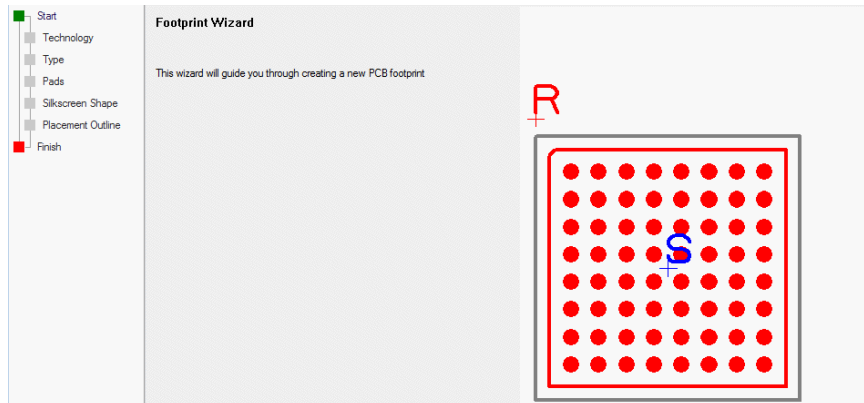 Start
Technology
Type
Pads
Silkscreen Shape
Placement Outline
Finish
Footprint Wizard
This wizard will guide you through creating a new PCB footprint
R
S